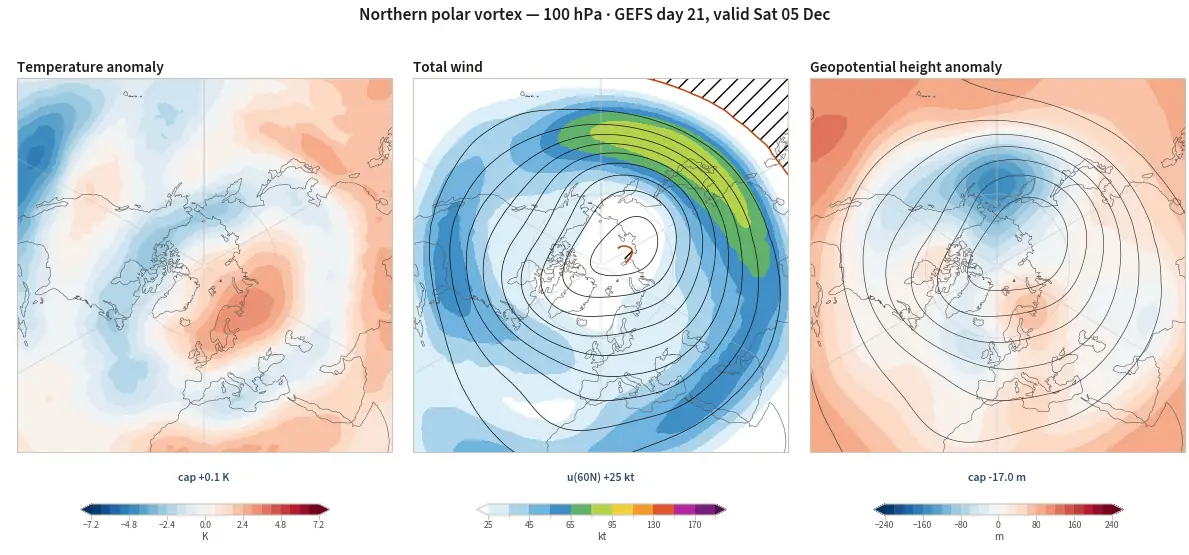 Northern polar vortex — 100 hPa · GEFS day 21, valid Sat 05 Dec
Temperature anomaly
Total wind
Geopotential height anomaly
cap +0.1 K
u(60N) +25 kt
cap -17.0 m
−7.2 −4.8 −2.4 0.0 2.4 4.8 7.2
K
25 45 65 95 130 170
kt
−240 −160 −80 0 80 160 240
m